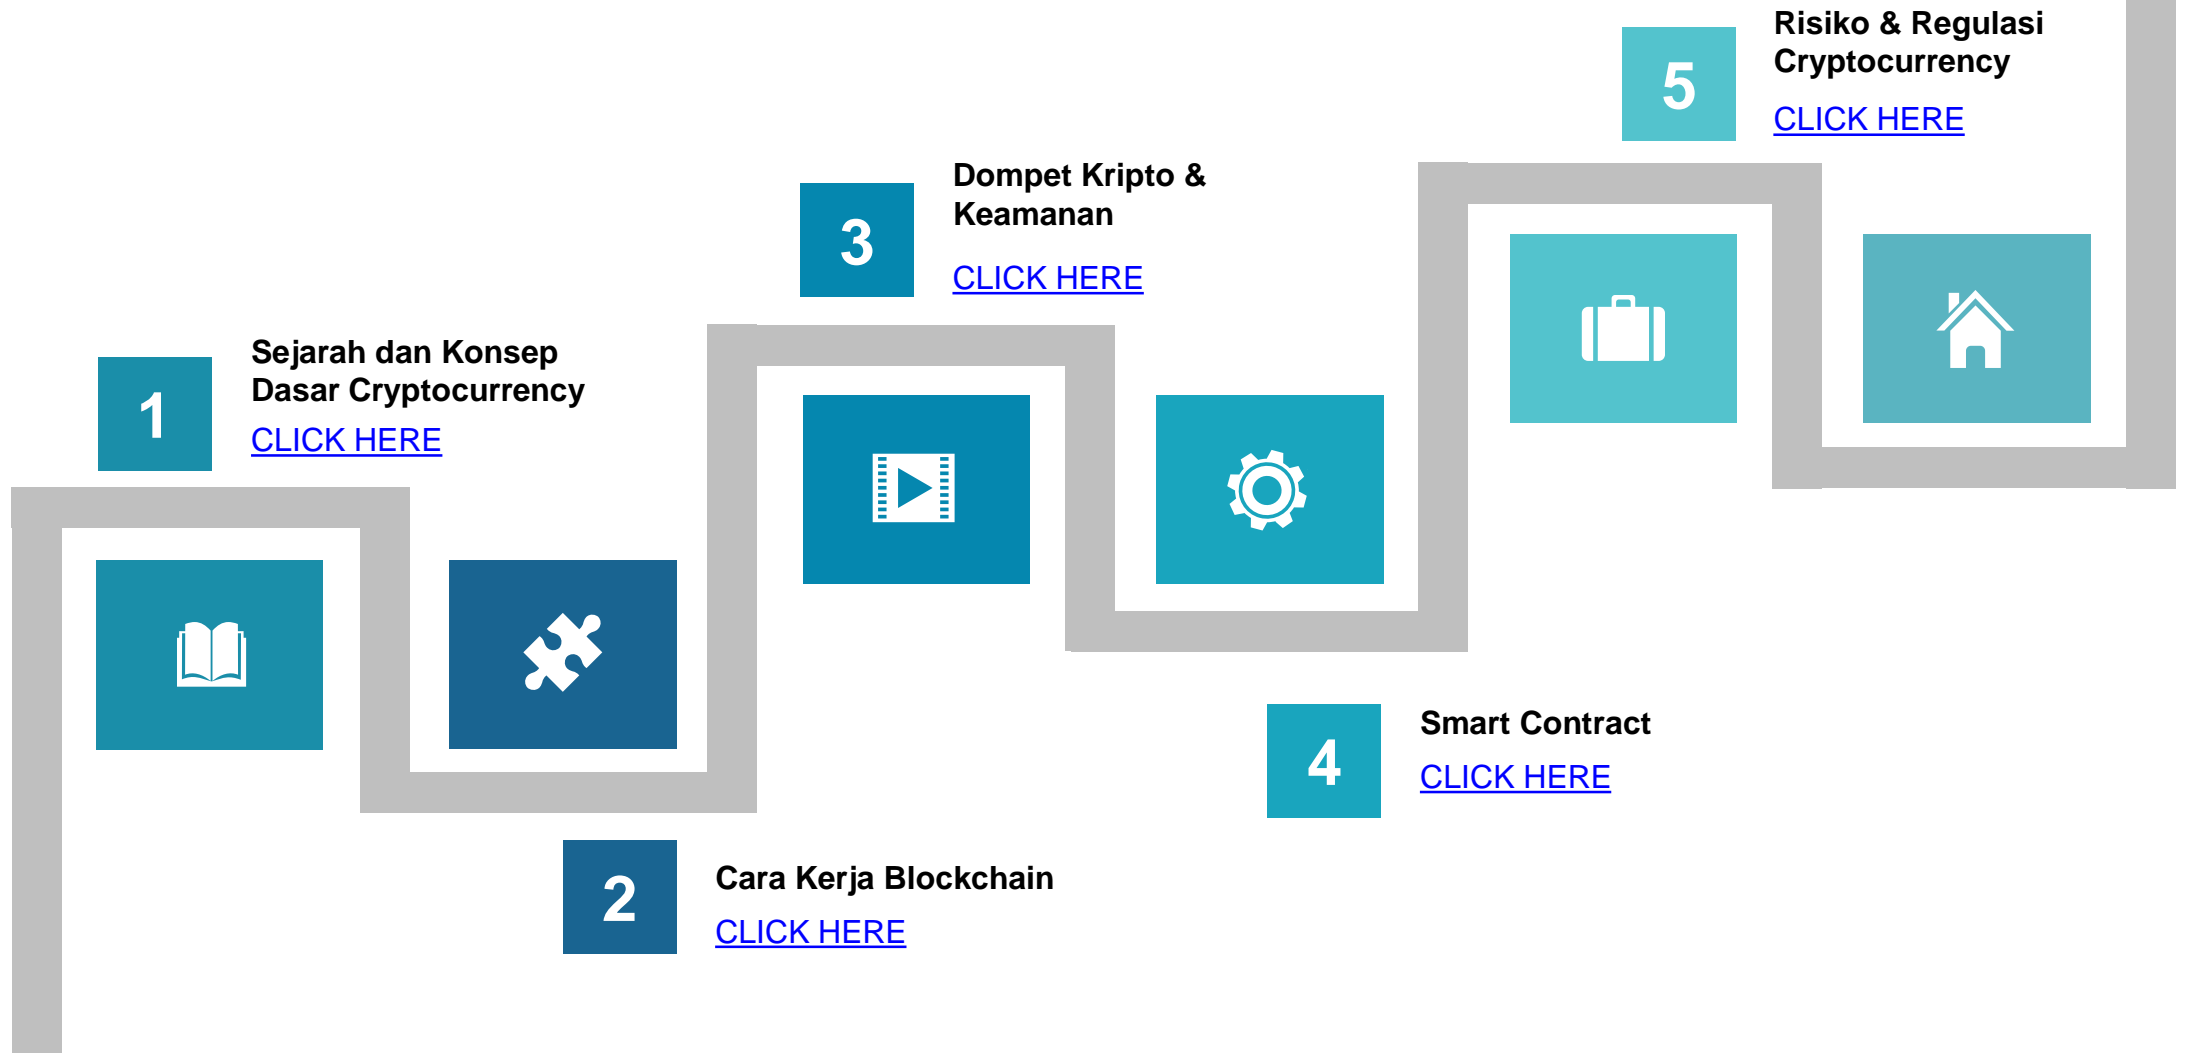 1
Sejarah dan Konsep
Dasar Cryptocurrency
CLICK HERE
2
Cara Kerja Blockchain
CLICK HERE
3
Dompet Kripto &
Keamanan
CLICK HERE
4
Smart Contract
CLICK HERE
5
Risiko & Regulasi
Cryptocurrency
CLICK HERE